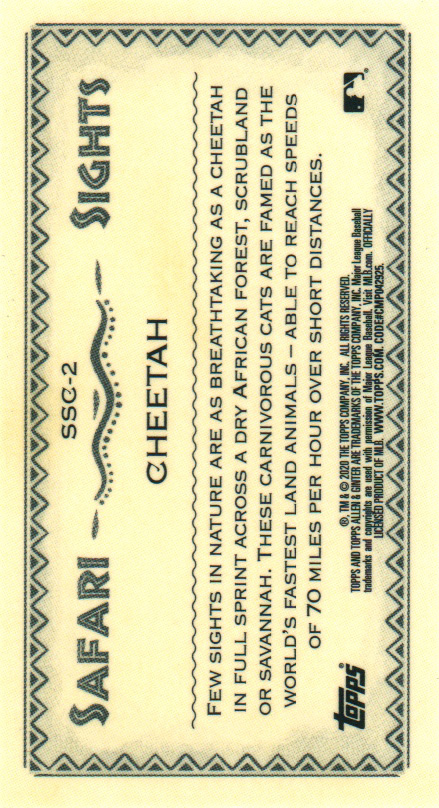 SSC-2
SAFARI SIGHTS
CHEETAH
FEW SIGHTS IN NATURE ARE AS BREATHTAKING AS A CHEETAH
IN FULL SPRINT ACROSS A DRY AFRICAN FOREST, SCRUBLAND
OR SAVANNAH. THESE CARNIVOROUS CATS ARE FAMED AS THE
WORLD'S FASTEST LAND ANIMALS – ABLE TO REACH SPEEDS
OF 70 MILES PER HOUR OVER SHORT DISTANCES.
topps
®, TM & © 2020 THE TOPPS COMPANY, INC. ALL RIGHTS RESERVED.
TOPPS AND TOPPS ALLEN & GINTER ARE TRADEMARKS OF THE TOPPS COMPANY, INC. Major League Baseball
trademarks and copyrights are used with permission of Major League Baseball. Visit MLB.com. OFFICIALLY
LICENSED PRODUCT OF MLB. WWW.TOPPS.COM. CODE#CMP042925.
®